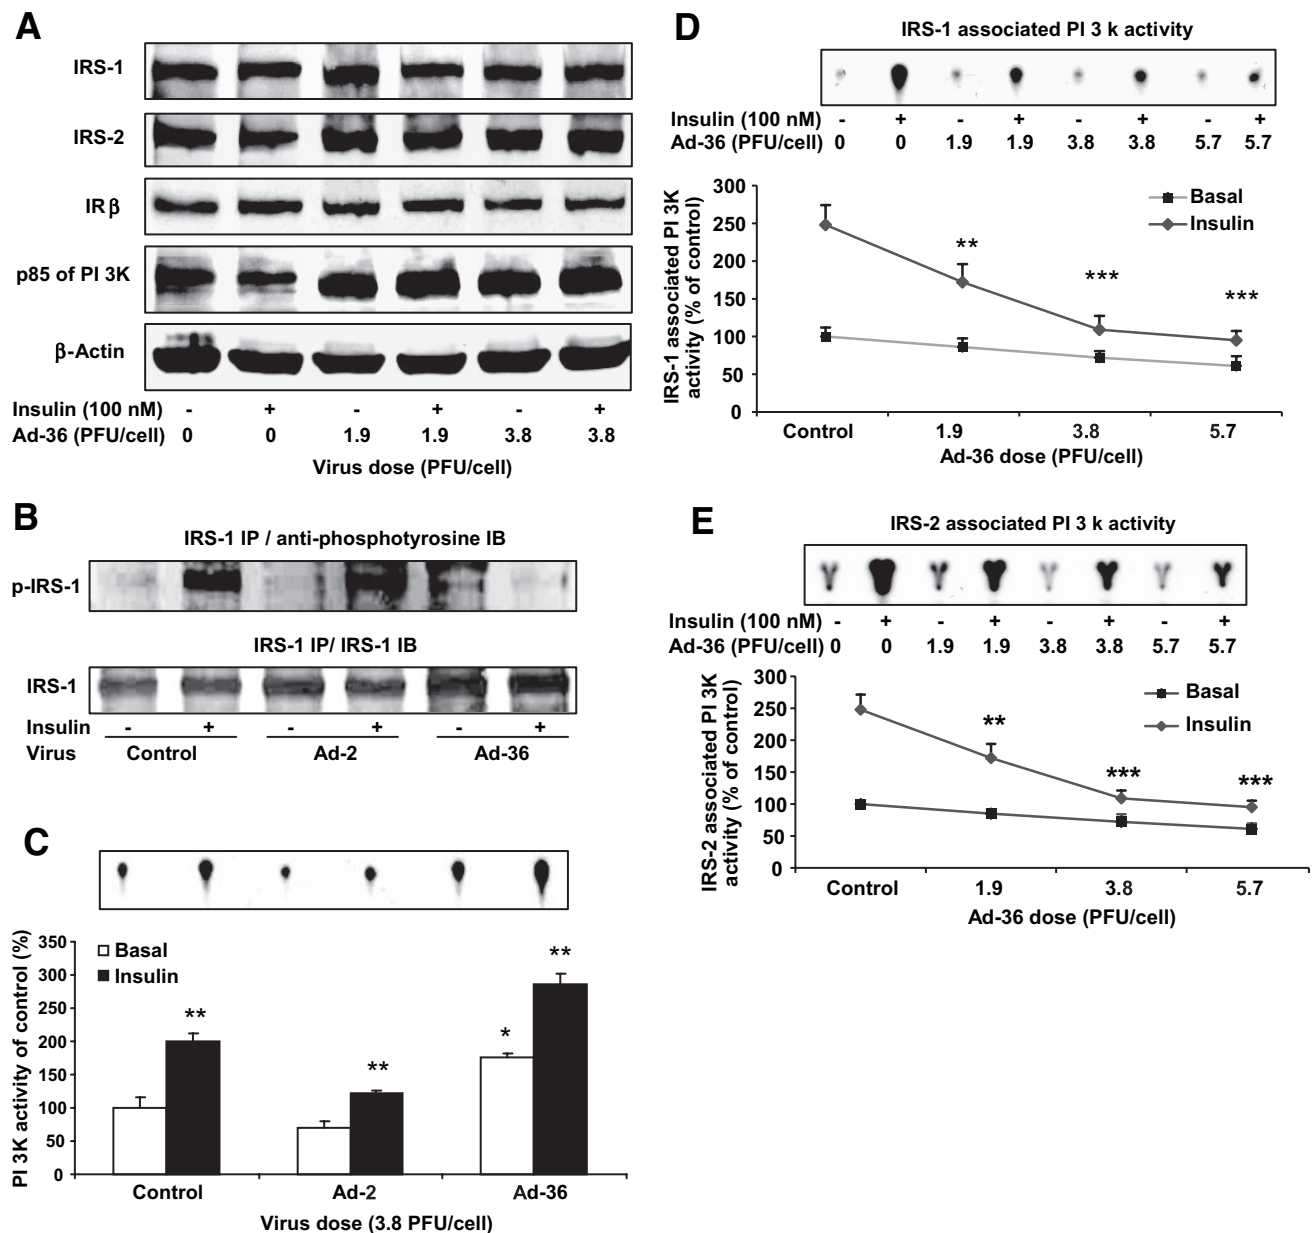 A
IRS-1
IRS-2
IR β
p85 of PI 3K
β-Actin
Insulin (100 nM) - + - + - +
Ad-36 (PFU/cell) 0 0 1.9 1.9 3.8 3.8
Virus dose (PFU/cell)
B
IRS-1 IP / anti-phosphotyrosine IB
p-IRS-1
IRS-1 IP/ IRS-1 IB
IRS-1
Insulin - + - + - +
Virus Control Ad-2 Ad-36
C
PI 3K activity of control (%)
350
300
250
200
150
100
50
0
Basal
Insulin
**
**
*
**
Control Ad-2 Ad-36
Virus dose (3.8 PFU/cell)
D
IRS-1 associated PI 3 k activity
Insulin (100 nM) - + - + - + - +
Ad-36 (PFU/cell) 0 0 1.9 1.9 3.8 3.8 5.7 5.7
IRS-1 associated PI 3K
activity (% of control)
300
250
200
150
100
50
0
Basal
Insulin
**
***
***
Control 1.9 3.8 5.7
Ad-36 dose (PFU/cell)
E
IRS-2 associated PI 3 k activity
Insulin (100 nM) - + - + - + - +
Ad-36 (PFU/cell) 0 0 1.9 1.9 3.8 3.8 5.7 5.7
IRS-2 associated PI 3K
activity (% of control)
300
250
200
150
100
50
0
Basal
Insulin
**
***
***
Control 1.9 3.8 5.7
Ad-36 dose (PFU/cell)